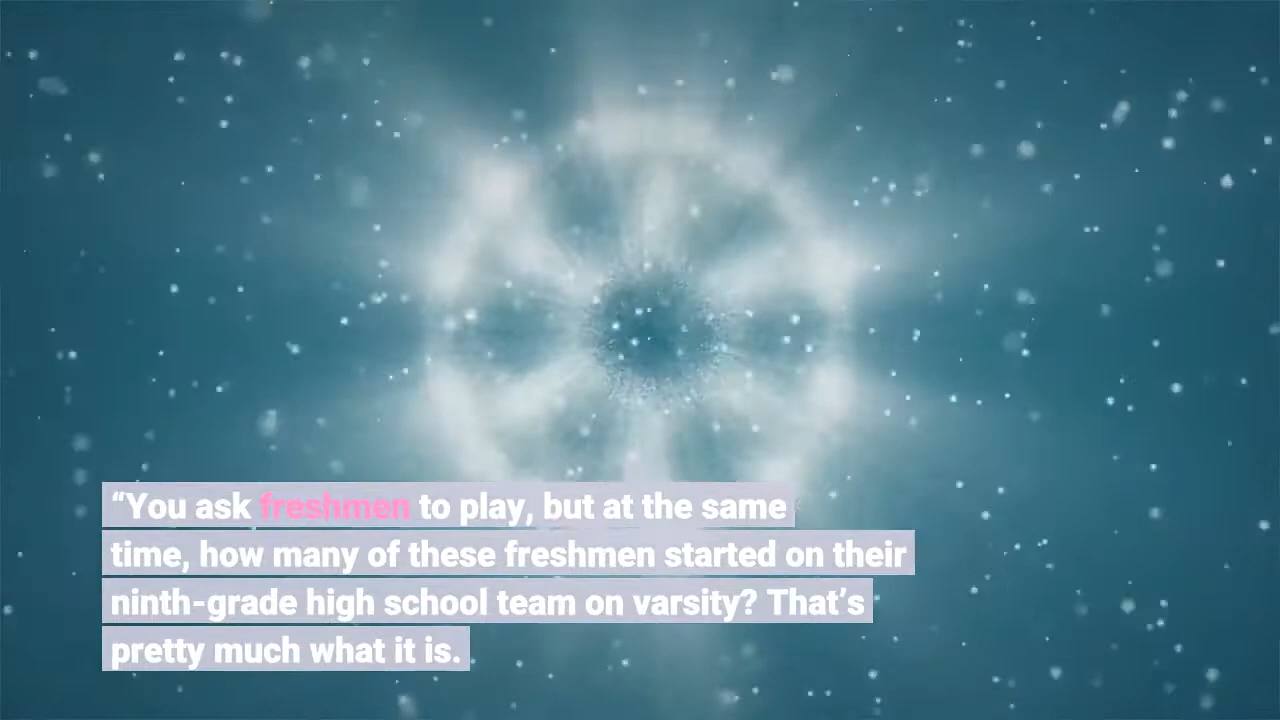 “You ask freshmen to play, but at the same
time, how many of these freshmen started on their
ninth-grade high school team on varsity? That’s
pretty much what it is.